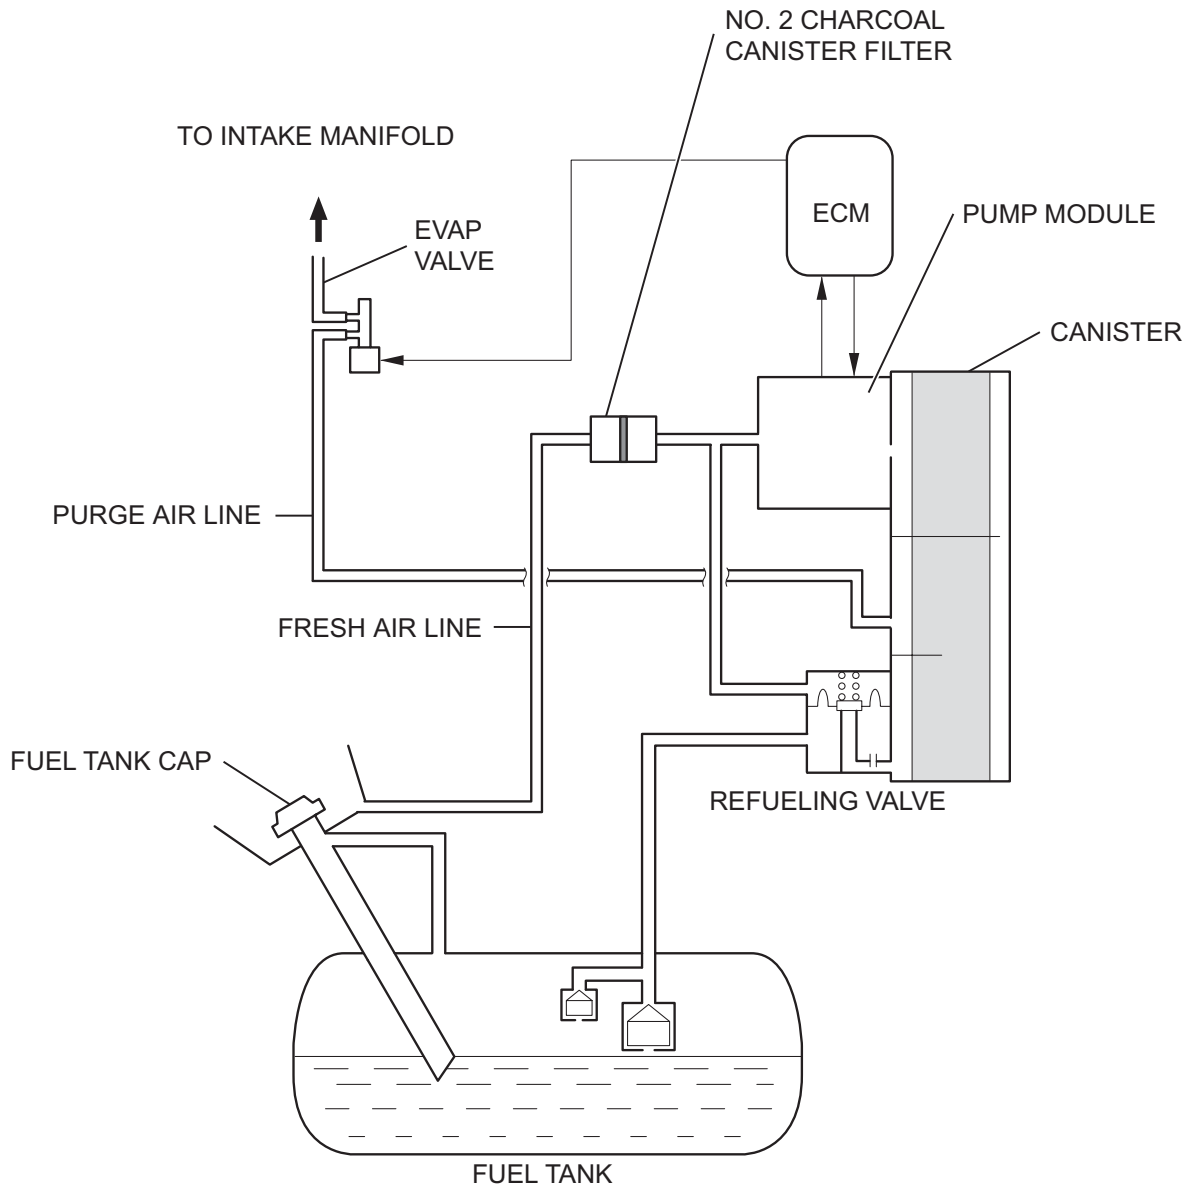 NO. 2 CHARCOAL
CANISTER FILTER
TO INTAKE MANIFOLD
ECM
PUMP MODULE
EVAP
VALVE
CANISTER
PURGE AIR LINE
FRESH AIR LINE
FUEL TANK CAP
REFUELING VALVE
FUEL TANK